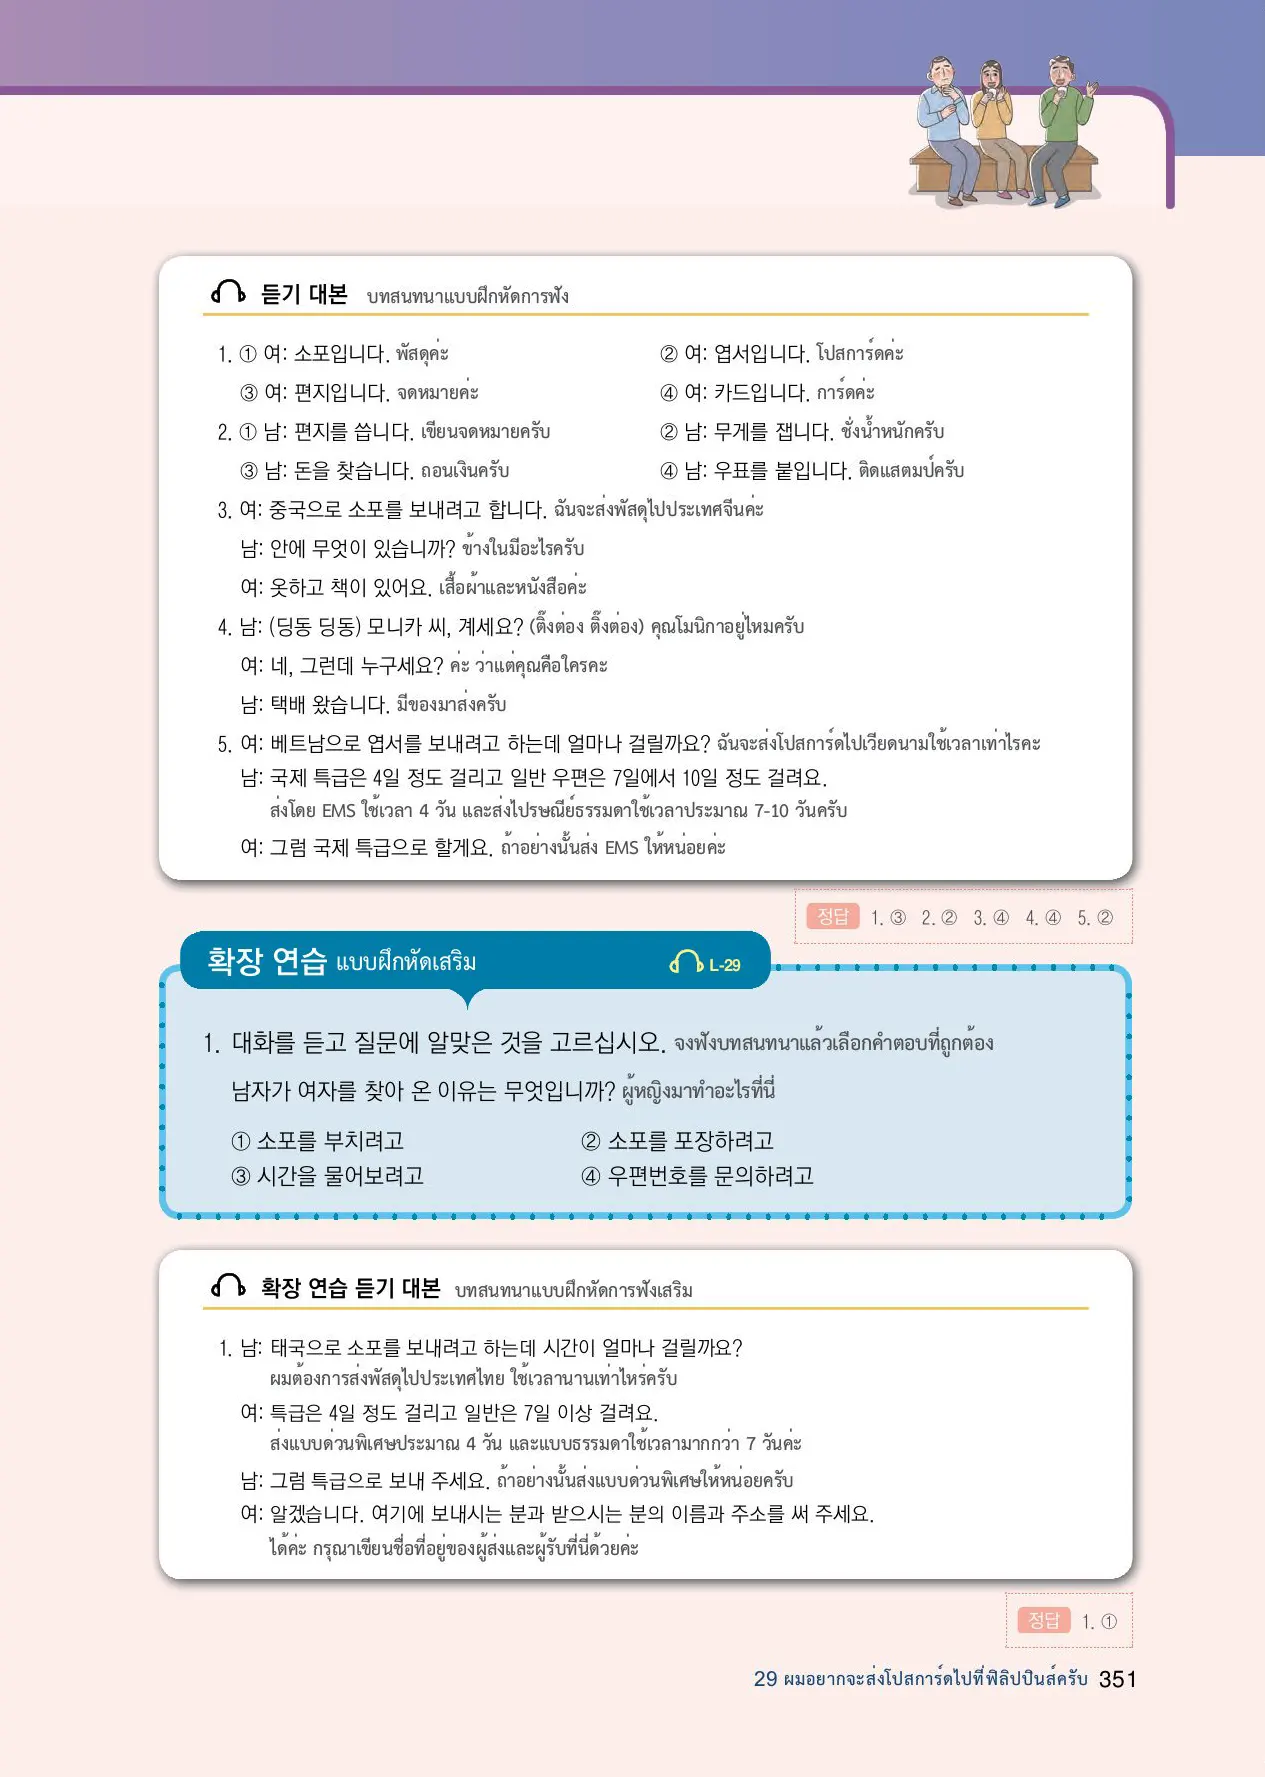 듣기 대본 บทสนทนาแบบฝึกหัดการฟัง
1. ① 여: 소포입니다. พัสดุค่ะ ② 여: 엽서입니다. โปสการ์ดค่ะ
③ 여: 편지입니다. จดหมายค่ะ ④ 여: 카드입니다. การ์ดค่ะ
2. ① 남: 편지를 씁니다. เขียนจดหมายครับ ② 남: 무게를 잽니다. ชั่งน้ำหนักครับ
③ 남: 돈을 찾습니다. ถอนเงินครับ ④ 남: 우표를 붙입니다. ติดแสตมป์ครับ
3. 여: 중국으로 소포를 보내려고 합니다. ฉันจะส่งพัสดุไปประเทศจีนค่ะ
남: 안에 무엇이 있습니까? ข้างในมีอะไรครับ
여: 옷하고 책이 있어요. เสื้อผ้าและหนังสือค่ะ
4. 남: (딩동 딩동) 모니카 씨, 계세요? (ติ๊งต่อง ติ๊งต่อง) คุณโมนิกาอยู่ไหมครับ
여: 네, 그런데 누구세요? ค่ะ ว่าแต่คุณคือใครคะ
남: 택배 왔습니다. มีของมาส่งครับ
5. 여: 베트남으로 엽서를 보내려고 하는데 얼마나 걸릴까요? ฉันจะส่งโปสการ์ดไปเวียดนามใช้เวลาเท่าไรคะ
남: 국제 특급은 4일 정도 걸리고 일반 우편은 7일에서 10일 정도 걸려요.
ส่งโดย EMS ใช้เวลา 4 วัน และส่งไปรษณีย์ธรรมดาใช้เวลาประมาณ 7-10 วันครับ
여: 그럼 국제 특급으로 할게요. ถ้าอย่างนั้นส่ง EMS ให้หน่อยค่ะ
정답 1. ③ 2. ② 3. ④ 4. ④ 5. ②
확장 연습 แบบฝึกหัดเสริม L-29
1. 대화를 듣고 질문에 알맞은 것을 고르십시오. จงฟังบทสนทนาแล้วเลือกคำตอบที่ถูกต้อง
남자가 여자를 찾아 온 이유는 무엇입니까? ผู้หญิงมาทำอะไรที่นี่
① 소포를 부치려고 ② 소포를 포장하려고
③ 시간을 물어보려고 ④ 우편번호를 문의하려고
확장 연습 듣기 대본 บทสนทนาแบบฝึกหัดการฟังเสริม
1. 남: 태국으로 소포를 보내려고 하는데 시간이 얼마나 걸릴까요?
ผมต้องการส่งพัสดุไปประเทศไทย ใช้เวลานานเท่าไหร่ครับ
여: 특급은 4일 정도 걸리고 일반은 7일 이상 걸려요.
ส่งแบบด่วนพิเศษประมาณ 4 วัน และแบบธรรมดาใช้เวลามากกว่า 7 วันค่ะ
남: 그럼 특급으로 보내 주세요. ถ้าอย่างนั้นส่งแบบด่วนพิเศษให้หน่อยครับ
여: 알겠습니다. 여기에 보내시는 분과 받으시는 분의 이름과 주소를 써 주세요.
ได้ค่ะ กรุณาเขียนชื่อที่อยู่ของผู้ส่งและผู้รับที่นี่ด้วยค่ะ
정답 1. ①
29 ผมอยากจะส่งโปสการ์ดไปที่ฟิลิปปินส์ครับ 351